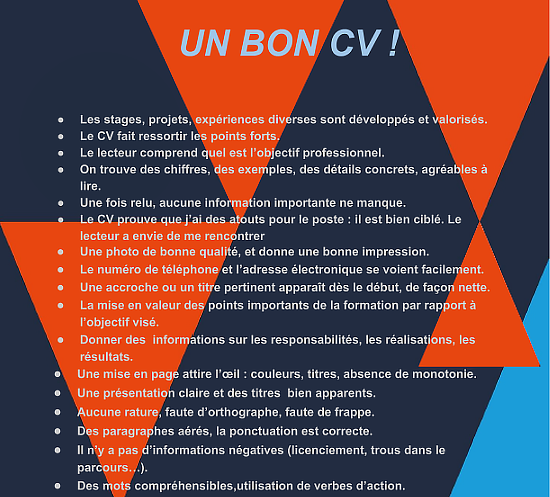 UN BON CV !
● Les stages, projets, expériences diverses sont développés et valorisés.
● Le CV fait ressortir les points forts.
● Le lecteur comprend quel est l'objectif professionnel.
● On trouve des chiffres, des exemples, des détails concrets, agréables à
lire.
● Une fois relu, aucune information importante ne manque.
● Le CV prouve que j'ai des atouts pour le poste : il est bien ciblé. Le
lecteur a envie de me rencontrer
● Une photo de bonne qualité, et donne une bonne impression.
● Le numéro de téléphone et l'adresse électronique se voient facilement.
● Une accroche ou un titre pertinent apparaît dès le début, de façon nette.
● La mise en valeur des points importants de la formation par rapport à
l'objectif visé.
● Donner des informations sur les responsabilités, les réalisations, les
résultats.
● Une mise en page attire l'œil : couleurs, titres, absence de monotonie.
● Une présentation claire et des titres bien apparents.
● Aucune rature, faute d'orthographe, faute de frappe.
● Des paragraphes aérés, la ponctuation est correcte.
● Il n'y a pas d'informations négatives (licenciement, trous dans le
parcours...).
● Des mots compréhensibles,utilisation de verbes d'action.